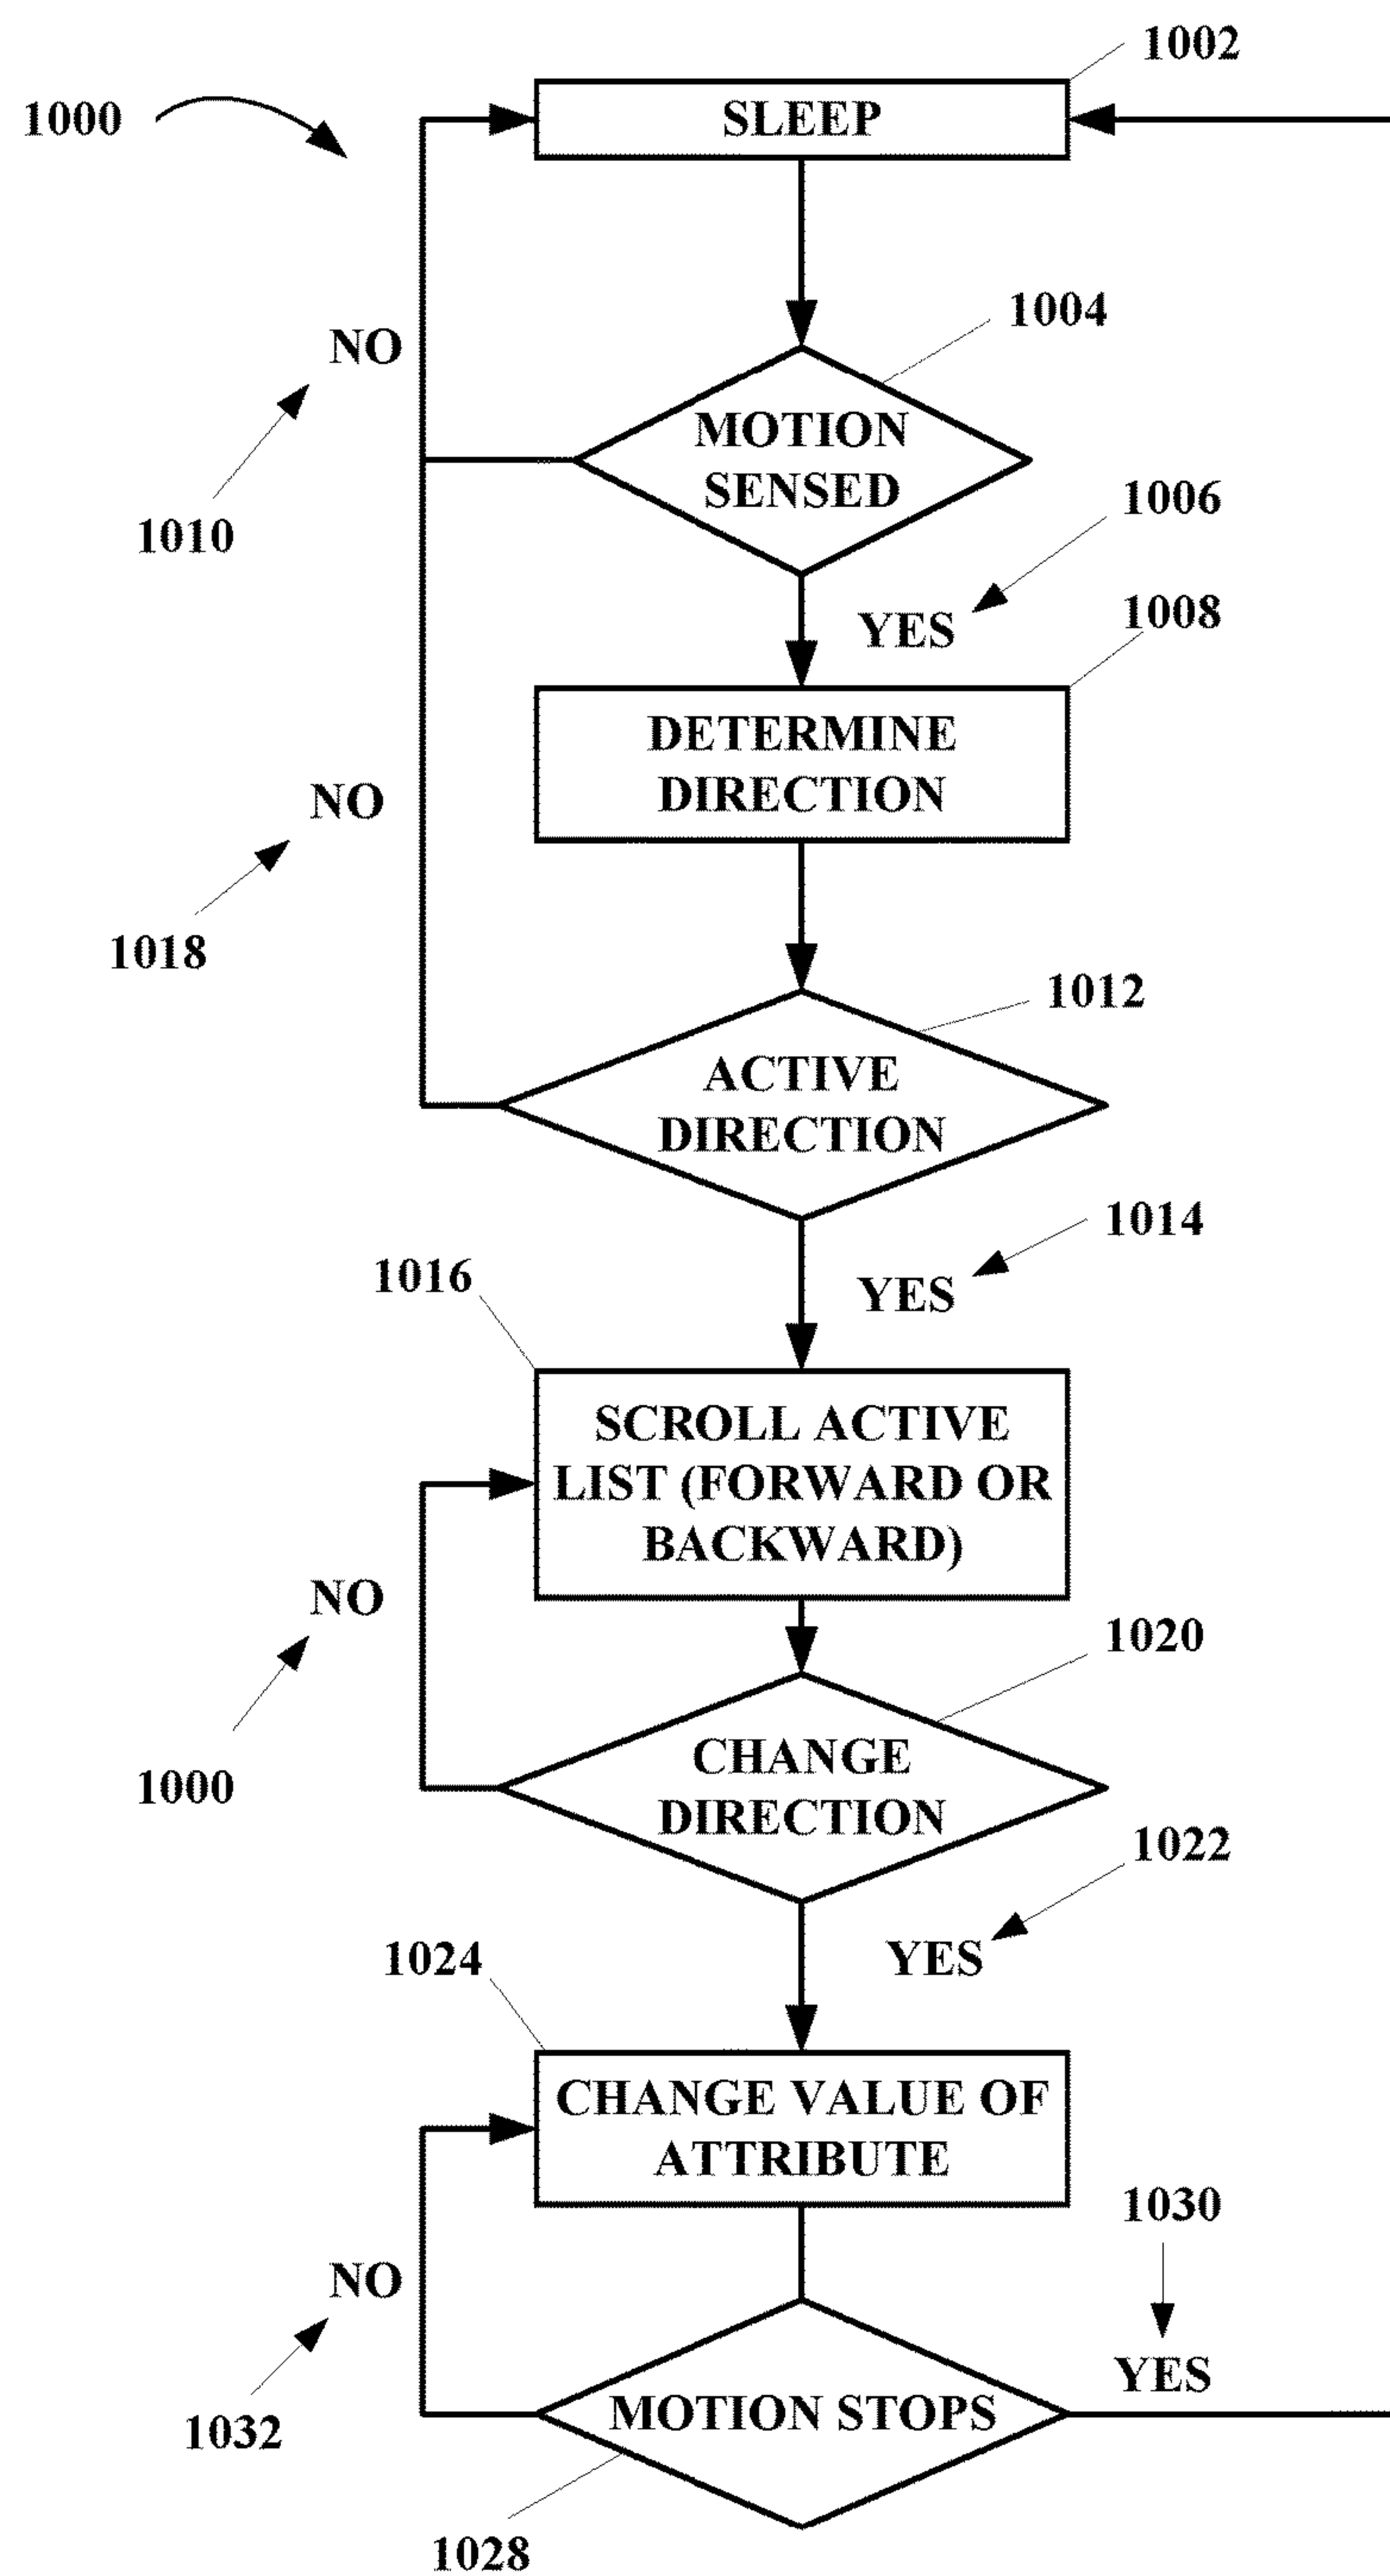 1002
1000
SLEEP
1004
NO
MOTION
SENSED
1006
1010
YES
1008
DETERMINE
DIRECTION
NO
1018
1012
ACTIVE
DIRECTION
1014
1016
YES
SCROLL ACTIVE
LIST (FORWARD OR
BACKWARD)
NO
1020
1000
CHANGE
DIRECTION
1022
1024
YES
CHANGE VALUE OF
ATTRIBUTE
1030
NO
YES
1032
MOTION STOPS
1028